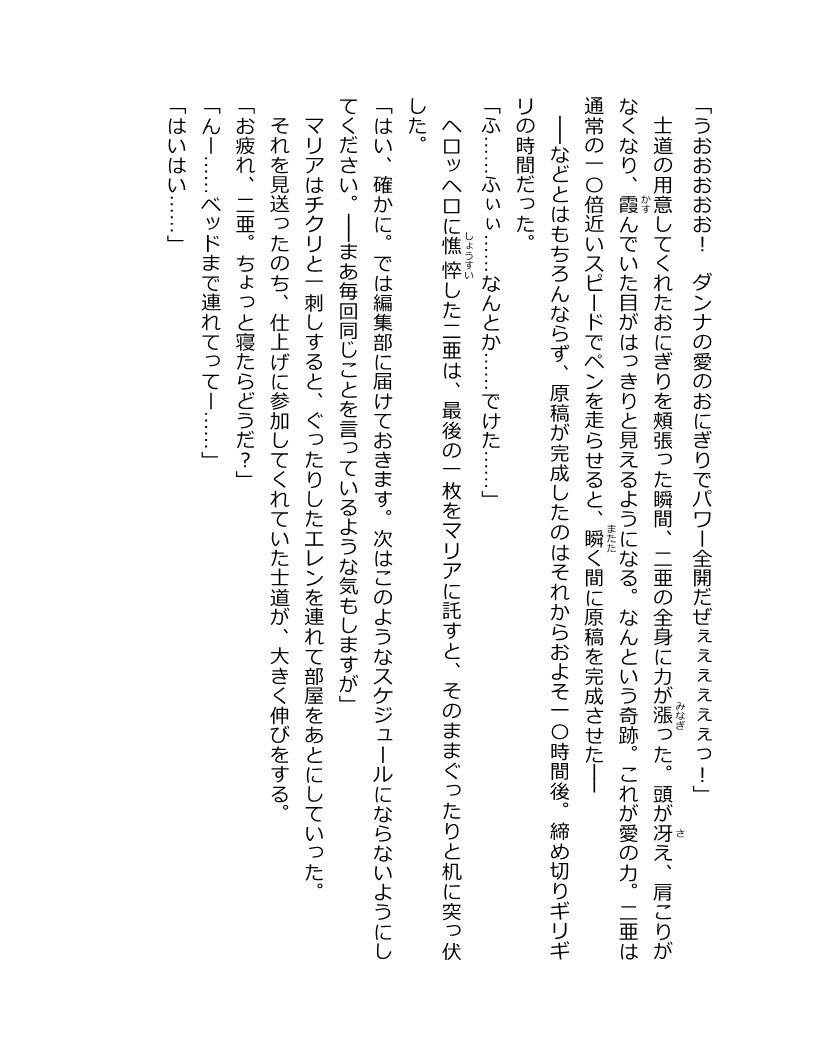 「うおおおおお！　ダンナの愛のおにぎりでパワー全開だぜぇぇぇぇぇっ！」
　士道の用意してくれたおにぎりを頰張った瞬間、二亜の全身に力が漲った。頭が冴え、肩こりが
なくなり、霞んでいた目がはっきりと見えるようになる。なんという奇跡。これが愛の力。二亜は
通常の一〇倍近いスピードでペンを走らせると、瞬く間に原稿を完成させた──
　──などとはもちろんならず、原稿が完成したのはそれからおよそ一〇時間後。締め切りギリギ
リの時間だった。
「ふ……ふぃぃ……なんとか……でけた……」
　ヘロッヘロに憔悴した二亜は、最後の一枚をマリアに託すと、そのままぐったりと机に突っ伏
した。
「はい、確かに。では編集部に届けておきます。次はこのようなスケジュールにならないようにし
てください。──まあ毎回同じことを言っているような気もしますが」
　マリアはチクリと一刺しすると、ぐったりしたエレンを連れて部屋をあとにしていった。
　それを見送ったのち、仕上げに参加してくれていた士道が、大きく伸びをする。
「お疲れ、二亜。ちょっと寝たらどうだ？」
「んー……ベッドまで連れてってー……」
「はいはい……」